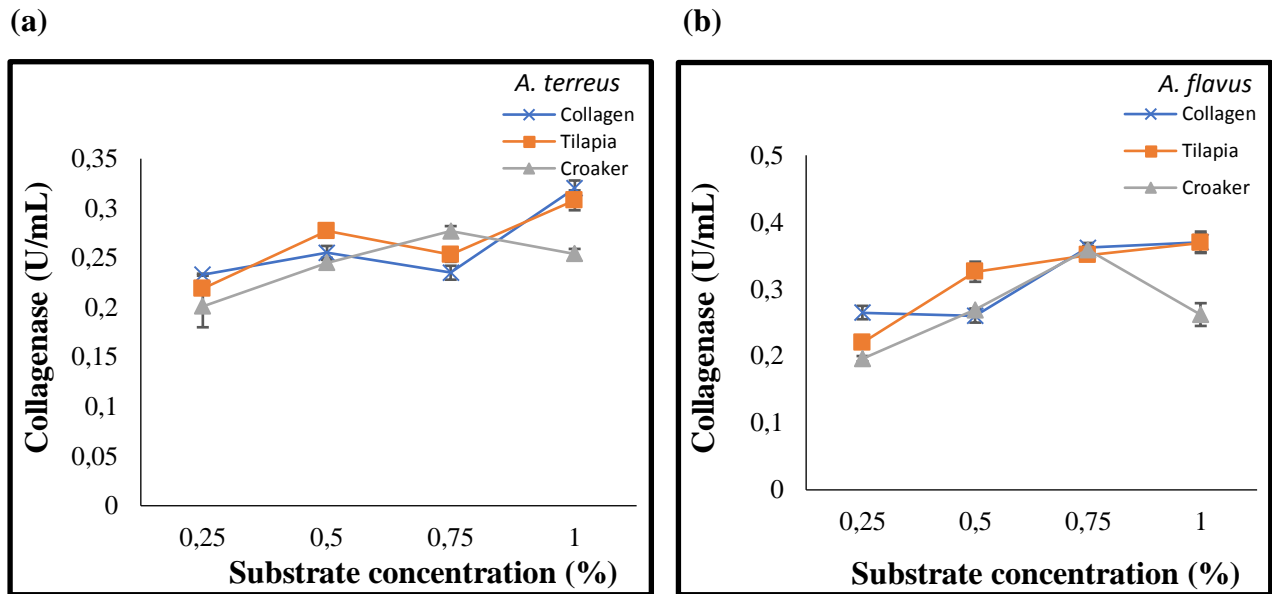 (a)
A. terreus
Collagen
Tilapia
Croaker
Collagenase (U/mL)
0,35
0,3
0,25
0,2
0,15
0,1
0,05
0
0,25 0,5 0,75 1
Substrate concentration (%)
(b)
A. flavus
Collagen
Tilapia
Croaker
Collagenase (U/mL)
0,5
0,4
0,3
0,2
0,1
0
0,25 0,5 0,75 1
Substrate concentration (%)